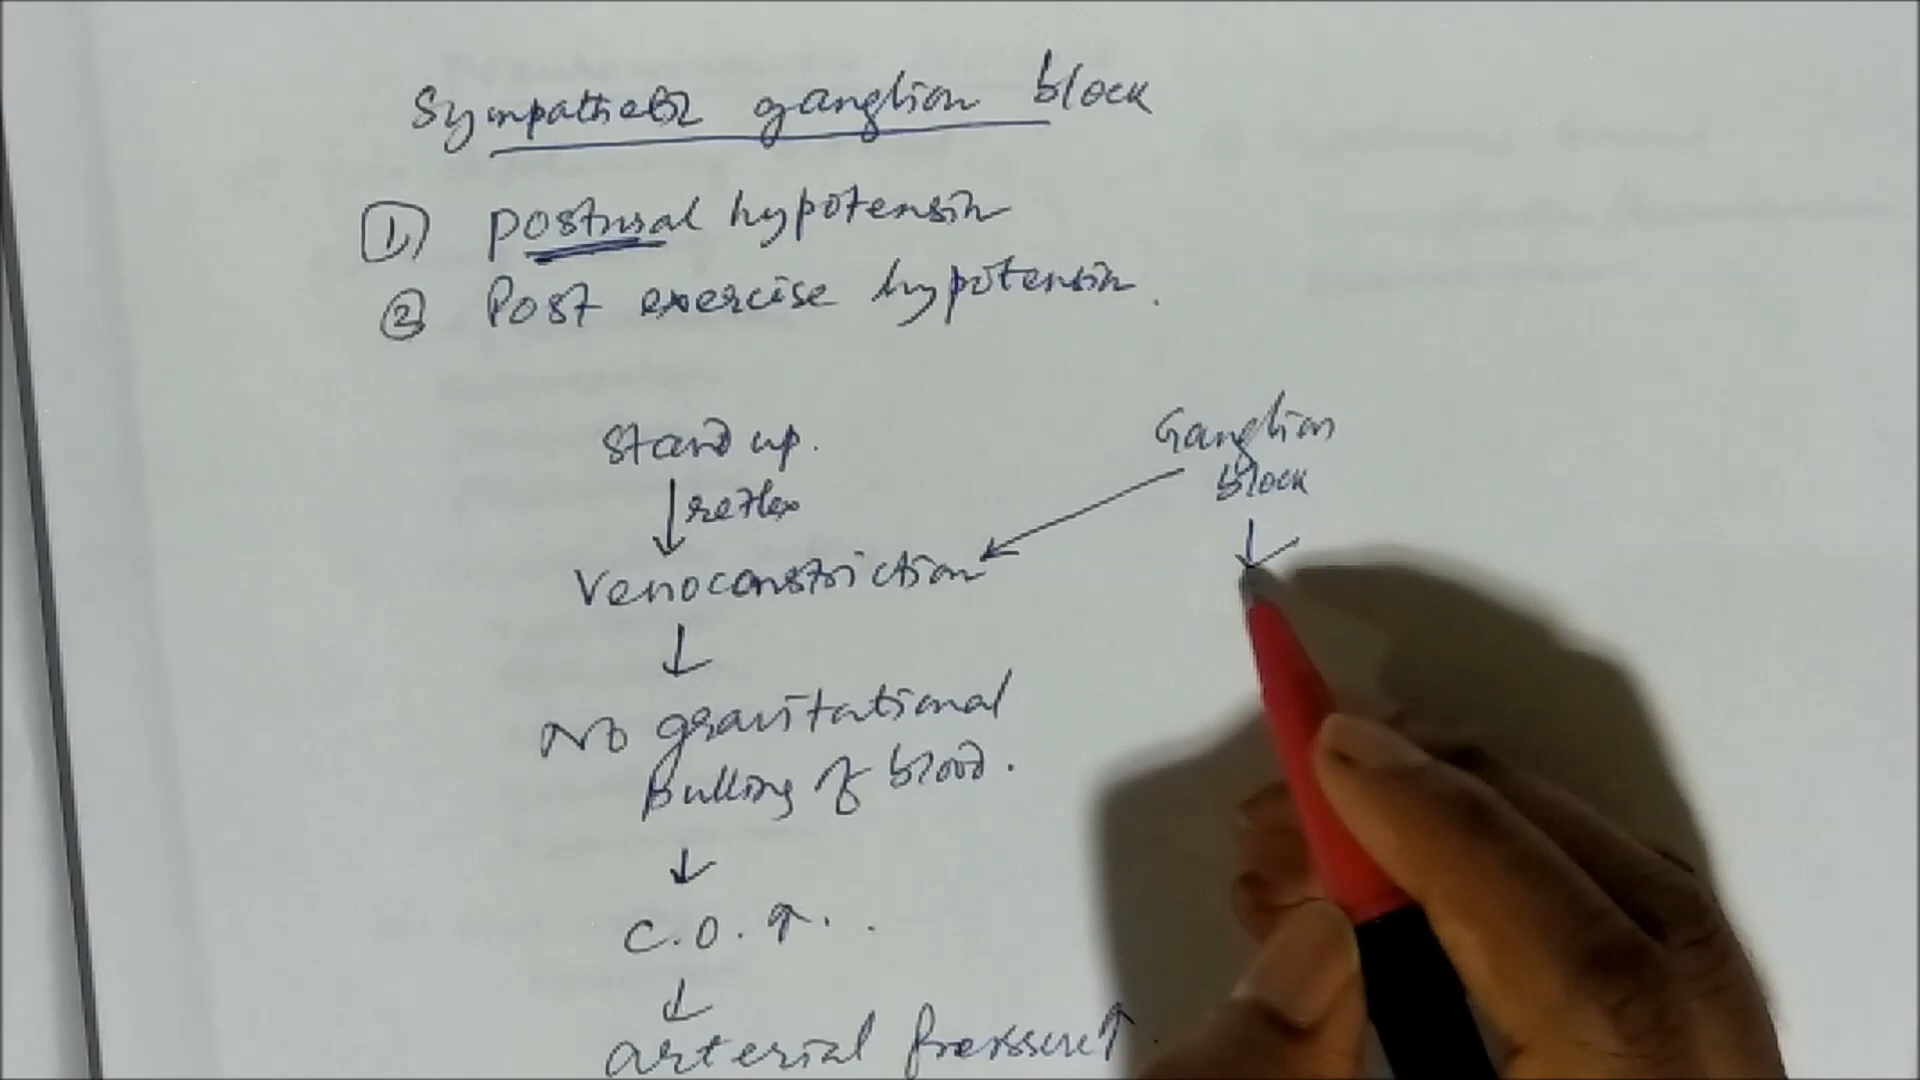 Sympathetic ganglion block
① Postural hypotension
② Post exercise hypotension.
Stand up.
reflex
Venoconstriction
No gravitational
pulling of blood.
C.O. ↑.
arterial pressure↑
Ganglion
block